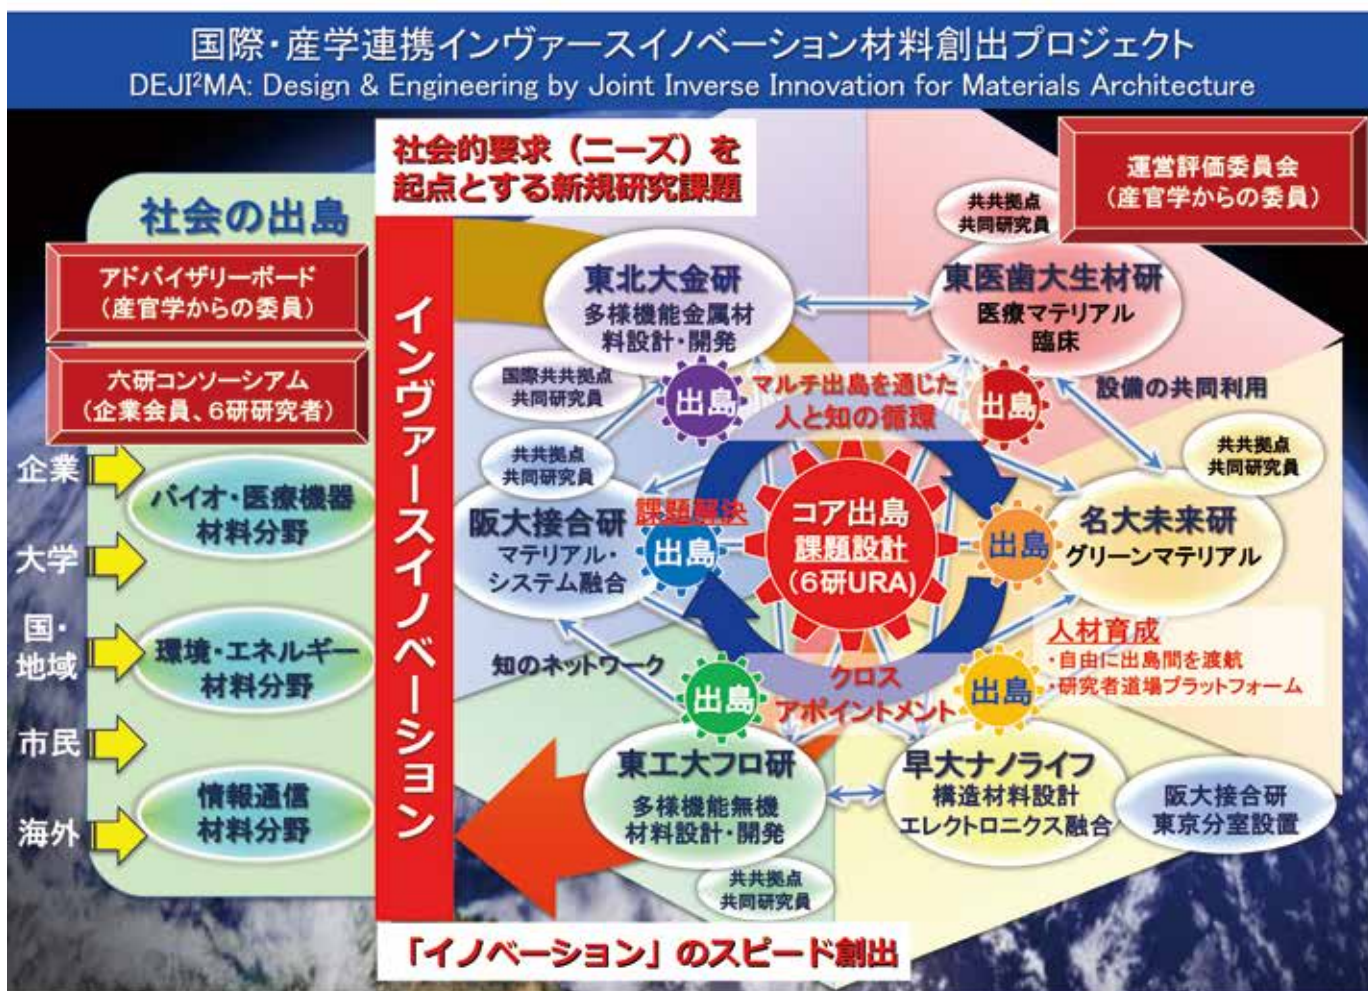 国際・産学連携インヴァースイノベーション材料創出プロジェクト
DEJI²MA: Design & Engineering by Joint Inverse Innovation for Materials Architecture
社会的要求（ニーズ）を
起点とする新規研究課題
運営評価委員会
（産官学からの委員）
社会の出島
アドバイザリーボード
（産官学からの委員）
六研コンソーシアム
（企業会員、6研研究者）
企業
大学
国・
地域
市民
海外
バイオ・医療機器
材料分野
環境・エネルギー
材料分野
情報通信
材料分野
インヴァースイノベーション
東北大金研
多様機能金属材
料設計・開発
国際共共拠点
共同研究員
出島
共共拠点
共同研究員
東医歯大生材研
医療マテリアル
臨床
出島
マルチ出島を通じた
人と知の循環
設備の共同利用
共共拠点
共同研究員
阪大接合研
マテリアル・
システム融合
課題解決
出島
コア出島
課題設計
(6研URA)
共共拠点
共同研究員
出島
名大未来研
グリーンマテリアル
人材育成
・自由に出島間を渡航
・研究者道場プラットフォーム
知のネットワーク
出島
クロス
アポイントメント
出島
東工大フロ研
多様機能無機
材料設計・開発
共共拠点
共同研究員
早大ナノライフ
構造材料設計
エレクトロニクス融合
阪大接合研
東京分室設置
「イノベーション」のスピード創出